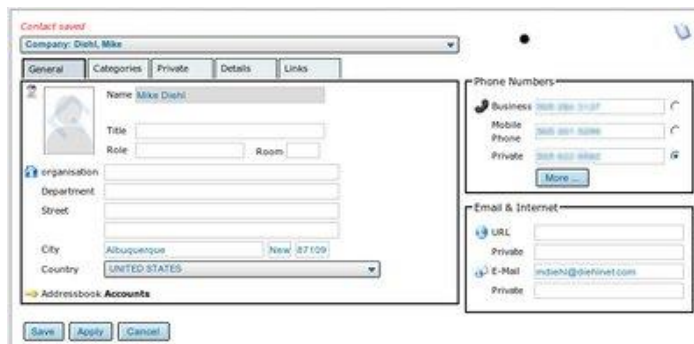 Contact saved
Company: Diehl, Mike
General Categories Private Details Links
Name Mike Diehl
Title
Role Room
organisation
Department
Street
City Albuquerque New 87109
Country UNITED STATES
Addressbook Accounts
Save Apply Cancel
Phone Numbers
Business
Mobile
Phone
Private
More ...
Email & Internet
URL
Private
E-Mail mdiehl@diehlnet.com
Private